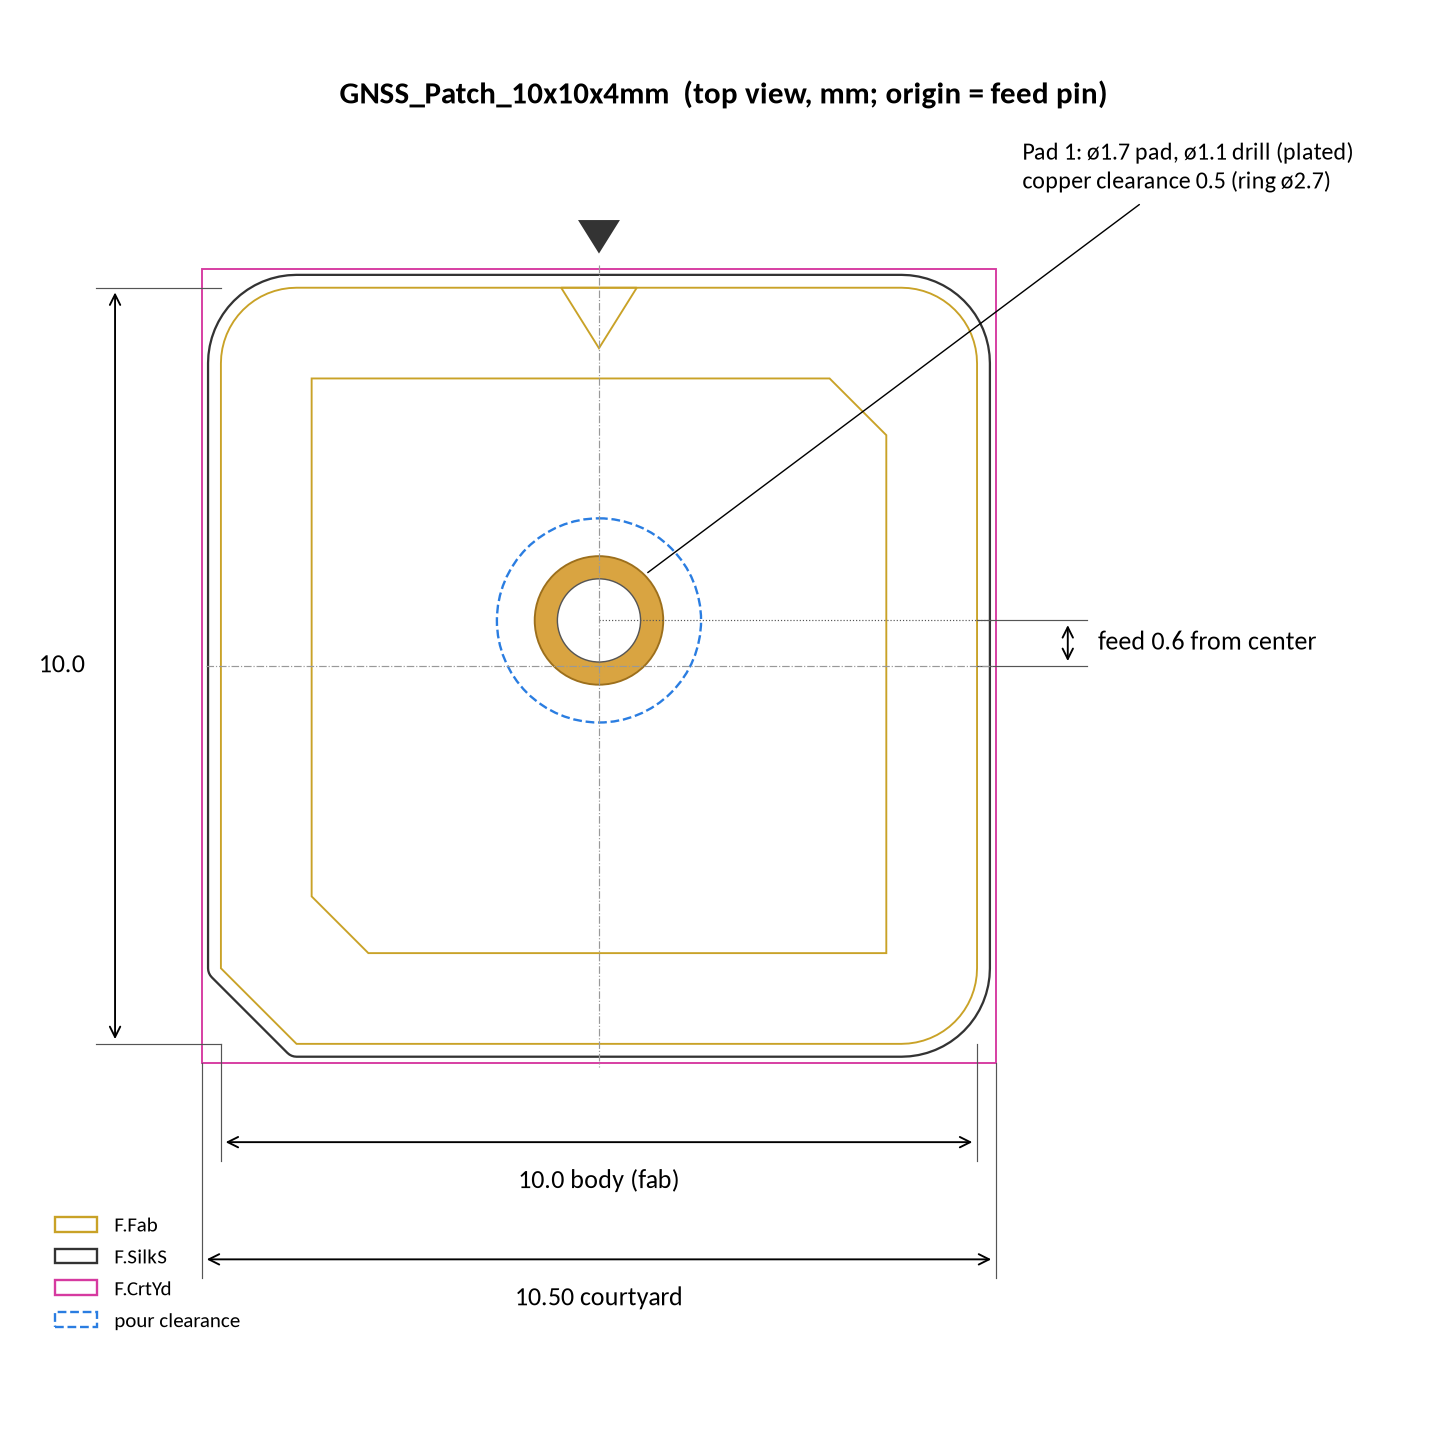 GNSS_Patch_10x10x4mm (top view, mm; origin = feed pin)
Pad 1: ø1.7 pad, ø1.1 drill (plated)
copper clearance 0.5 (ring ø2.7)
feed 0.6 from center
10.0
10.0 body (fab)
10.50 courtyard
F.Fab
F.SilkS
F.CrtYd
pour clearance